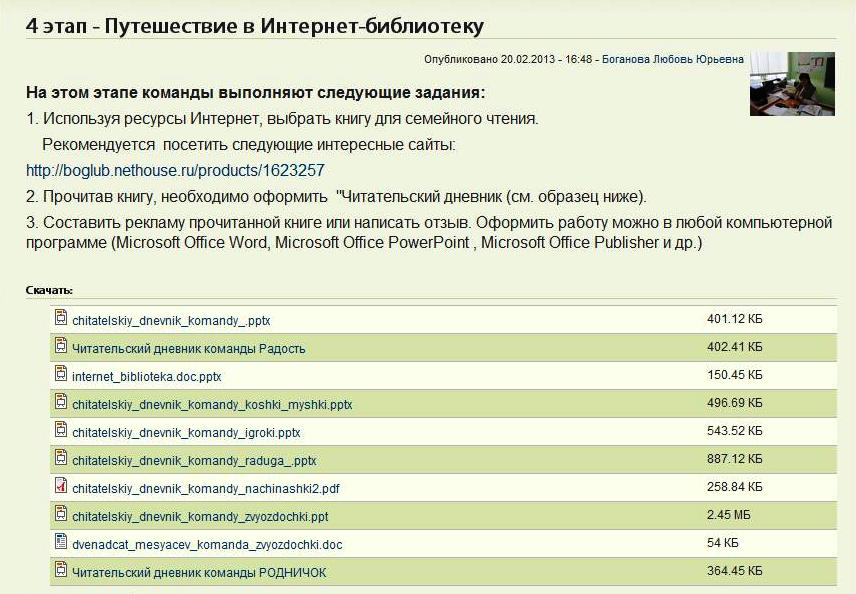 4 этап - Путешествие в Интернет-библиотеку
Опубликовано 20.02.2013 - 16:48 - Боганова Любовь Юрьевна
На этом этапе команды выполняют следующие задания:
1. Используя ресурсы Интернет, выбрать книгу для семейного чтения.
Рекомендуется посетить следующие интересные сайты:
http://boglub.nethouse.ru/products/1623257
2. Прочитав книгу, необходимо оформить "Читательский дневник (см. образец ниже).
3. Составить рекламу прочитанной книге или написать отзыв. Оформить работу можно в любой компьютерной
программе (Microsoft Office Word, Microsoft Office PowerPoint , Microsoft Office Publisher и др.)
Скачать:
chitatelskiy_dnevnik_komandy_.pptx 401.12 КБ
Читательский дневник команды Радость 402.41 КБ
internet_biblioteka.doc.pptx 150.45 КБ
chitatelskiy_dnevnik_komandy_koshki_myshki.pptx 496.69 КБ
chitatelskiy_dnevnik_komandy_igroki.pptx 543.52 КБ
chitatelskiy_dnevnik_komandy_raduga_.pptx 887.12 КБ
chitatelskiy_dnevnik_komandy_nachinashki2.pdf 258.84 КБ
chitatelskiy_dnevnik_komandy_zvyozdochki.ppt 2.45 МБ
dvenadcat_mesyacev_komanda_zvyozdochki.doc 54 КБ
Читательский дневник команды РОДНИЧОК 364.45 КБ